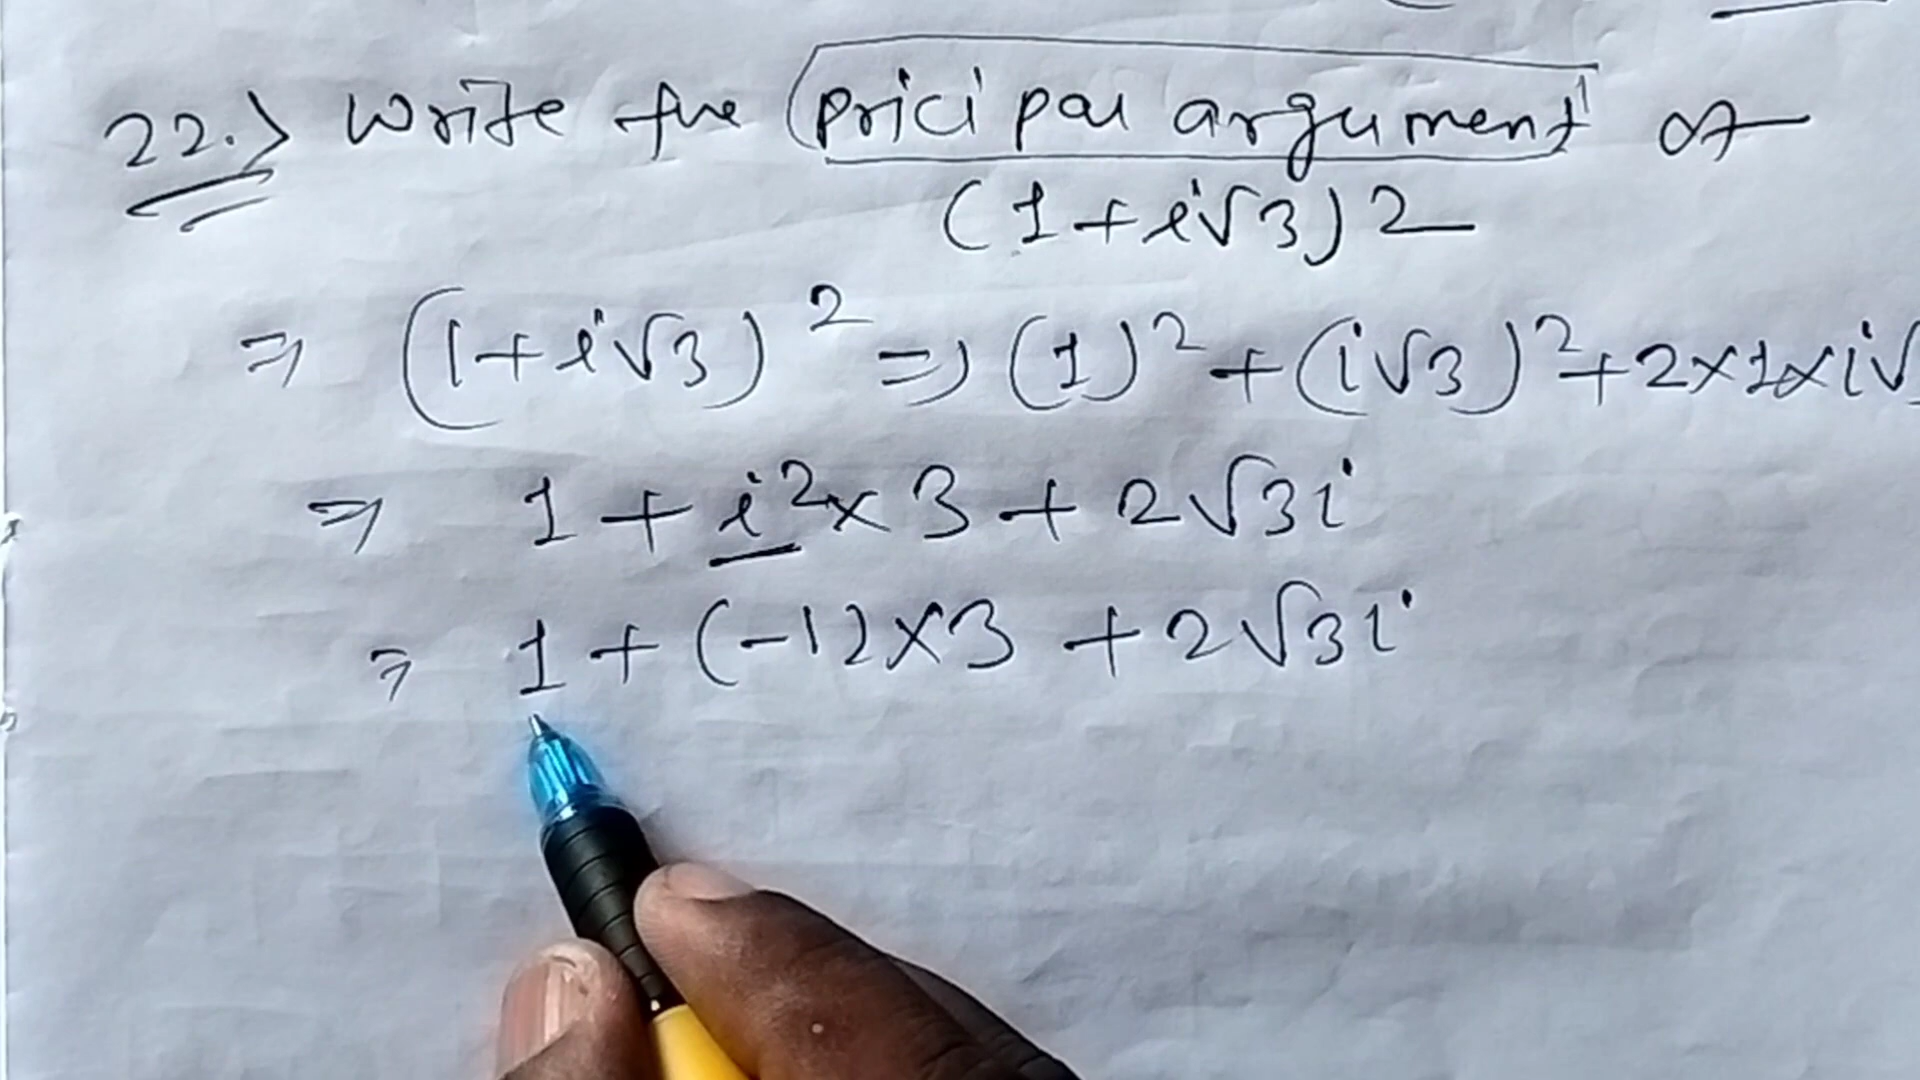 22.) Write the pricipal argument of
(1+i√3)2
⇒ (1+i√3)² ⇒ (1)² + (i√3)² + 2×1×i√
⇒ 1 + i²×3 + 2√3i
⇒ 1 + (-1)×3 + 2√3i